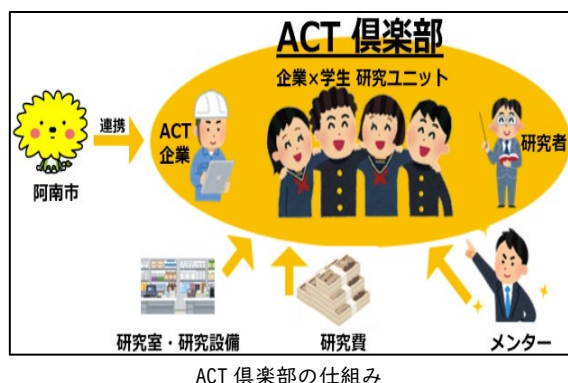 ACT 倶楽部
企業×学生 研究ユニット
連携
ACT
企業
研究者
阿南市
研究室・研究設備
研究費
メンター
ACT 倶楽部の仕組み